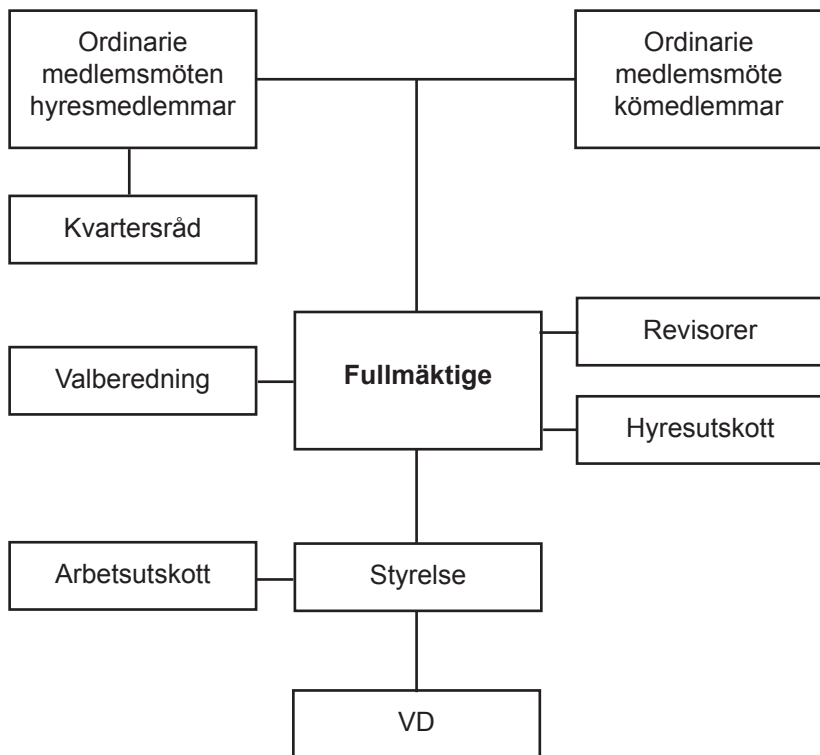 Ordinarie
medlemsmöten
hyresmedlemmar
Ordinarie
medlemsmöte
kömedlemmar
Kvartersråd
Revisorer
Valberedning
Fullmäktige
Hyresutskott
Arbetsutskott
Styrelse
VD